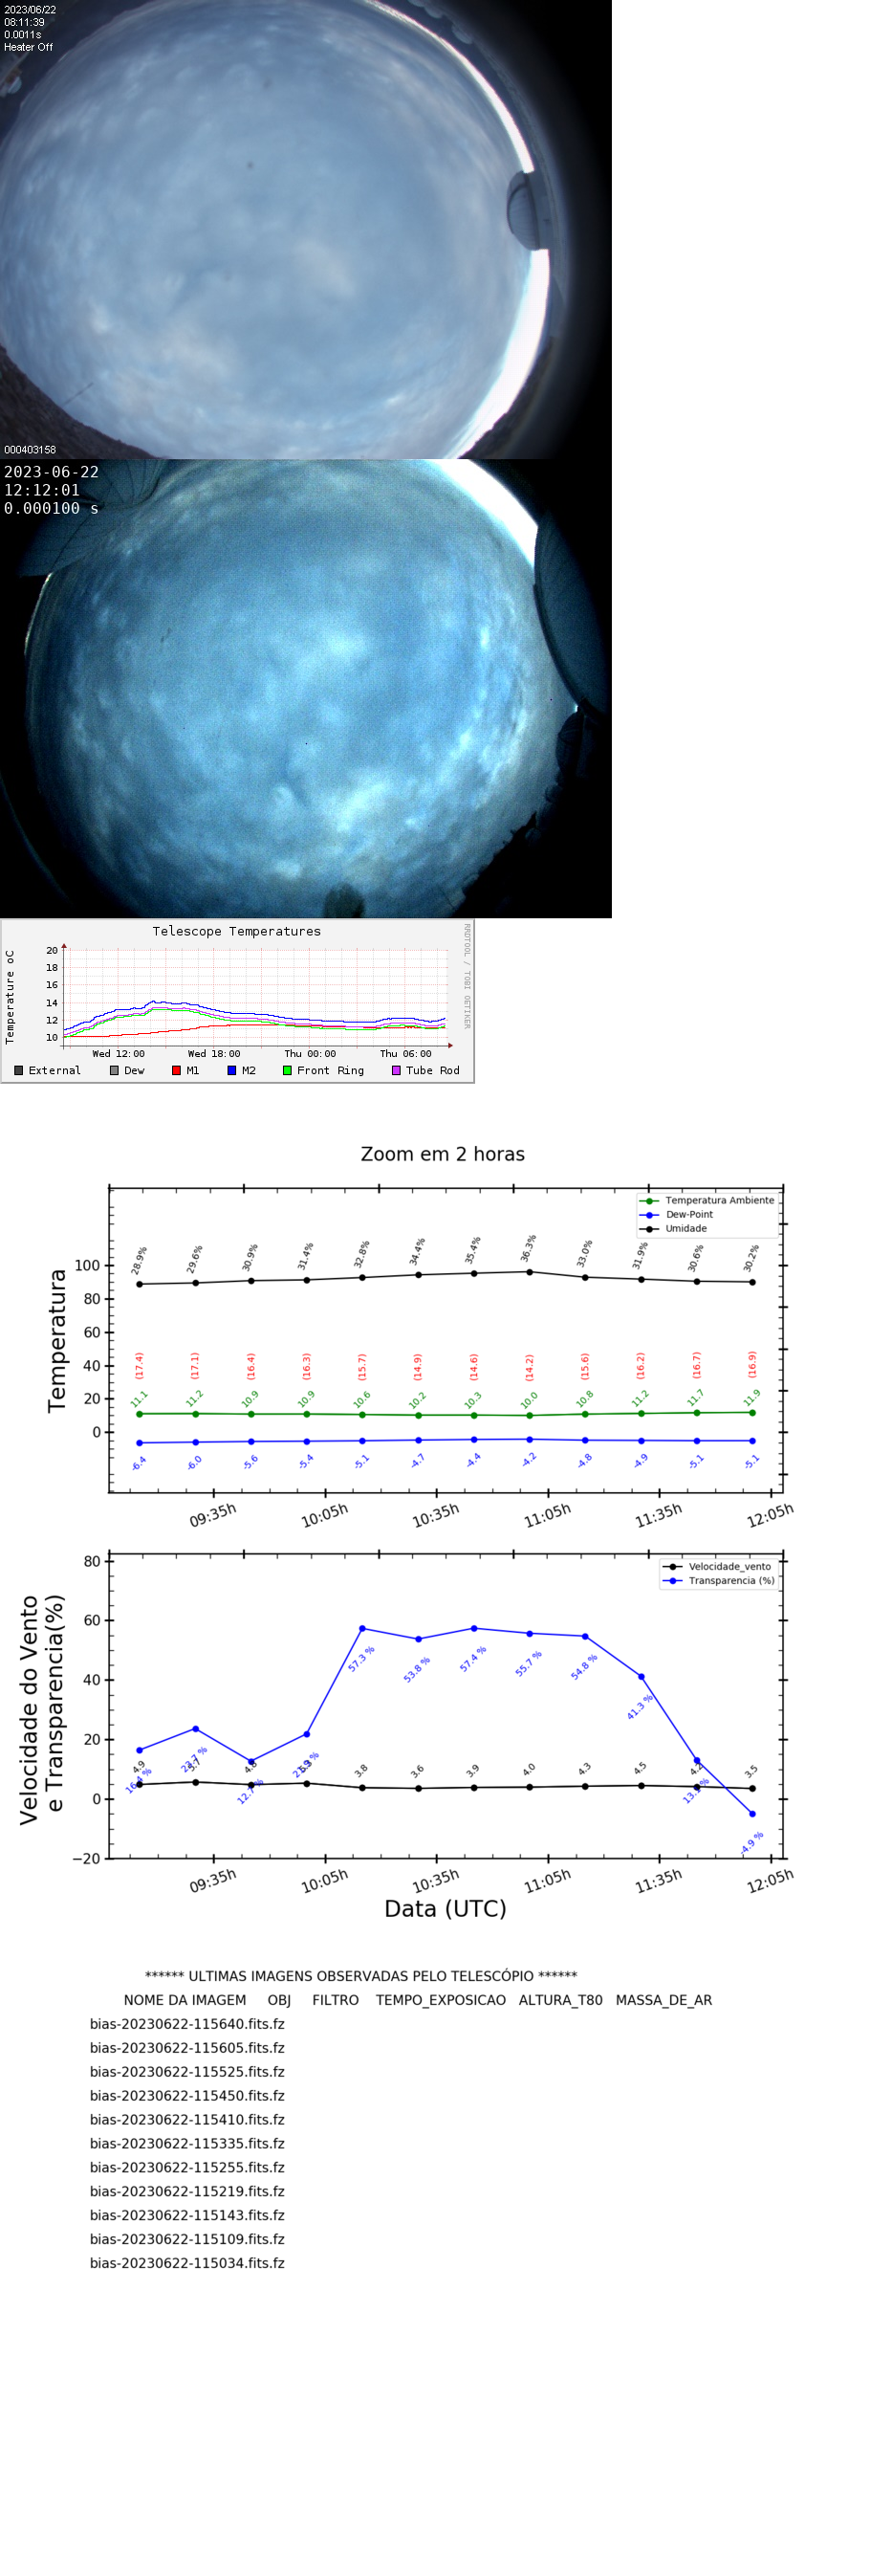 2023/06/22
08:11:39
0.0011s
Heater Off
000403158
2023-06-22
12:12:01
0.000100 s
Telescope Temperatures
RRDTOOL / TOBI OETIKER
Temperature oC
20
18
16
14
12
10
Wed 12:00 Wed 18:00 Thu 00:00 Thu 06:00
External Dew M1 M2 Front Ring Tube Rod
Zoom em 2 horas
Temperatura Ambiente
Dew-Point
Umidade
Temperatura
100
80
60
40
20
0
28.9% 29.6% 30.9% 31.4% 32.8% 34.4% 35.4% 36.3% 33.0% 31.9% 30.6% 30.2%
(17.4) (17.1) (16.4) (16.3) (15.7) (14.9) (14.6) (14.2) (15.6) (16.2) (16.7) (16.9)
11.1 11.2 10.9 10.9 10.6 10.2 10.3 10.0 10.8 11.2 11.7 11.9
-6.4 -6.0 -5.6 -5.4 -5.1 -4.7 -4.4 -4.2 -4.8 -4.9 -5.1 -5.1
09:35h 10:05h 10:35h 11:05h 11:35h 12:05h
Velocidade_vento
Transparencia (%)
Velocidade do Vento
e Transparencia(%)
80
60
40
20
0
−20
57.3 % 53.8 % 57.4 % 55.7 % 54.8 % 41.3 % -4.9 %
4.9 3.8 3.6 3.9 4.0 4.3 4.5 3.5
09:35h 10:05h 10:35h 11:05h 11:35h 12:05h
Data (UTC)
****** ULTIMAS IMAGENS OBSERVADAS PELO TELESCÓPIO ******
NOME DA IMAGEM OBJ FILTRO TEMPO_EXPOSICAO ALTURA_T80 MASSA_DE_AR
bias-20230622-115640.fits.fz
bias-20230622-115605.fits.fz
bias-20230622-115525.fits.fz
bias-20230622-115450.fits.fz
bias-20230622-115410.fits.fz
bias-20230622-115335.fits.fz
bias-20230622-115255.fits.fz
bias-20230622-115219.fits.fz
bias-20230622-115143.fits.fz
bias-20230622-115109.fits.fz
bias-20230622-115034.fits.fz